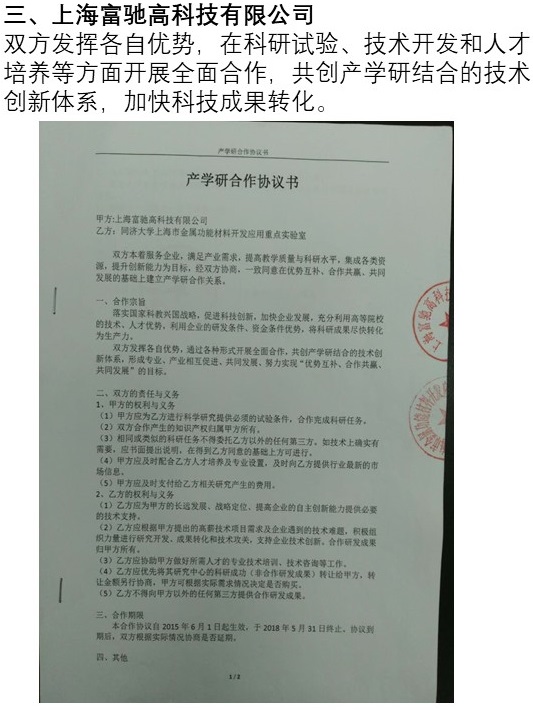 三、上海富驰高科技有限公司
双方发挥各自优势，在科研试验、技术开发和人才
培养等方面开展全面合作，共创产学研结合的技术
创新体系，加快科技成果转化。
产学研合作协议书
产学研合作协议书
甲方:上海富驰高科技有限公司
乙方：同济大学上海市金属功能材料开发应用重点实验室
双方本着服务企业，满足产业需求，提高教学质量与科研水平，集成各类资
源，提升创新能力为目标，经双方协商，一致同意在优势互补、合作共赢、共同
发展的基础上建立产学研合作关系。
一、合作宗旨
落实国家科教兴国战略，促进科技创新，加快企业发展，充分利用高等院校
的技术、人才优势，利用企业的研发条件、资金条件优势，将科研成果尽快转化
为生产力。
双方发挥各自优势，通过各种形式开展全面合作，共创产学研结合的技术创
新体系，形成专业、产业相互促进、共同发展、努力实现“优势互补、合作共赢、
共同发展”的目标。
二、双方的责任与义务
1、甲方的权利与义务
（1）甲方应为乙方进行科学研究提供必须的试验条件，合作完成科研任务。
（2）双方合作产生的知识产权归属甲方所有。
（3）相同或类似的科研任务不得委托乙方以外的任何第三方。如技术上确实有
需要，应书面提出说明，在得到乙方同意的基础上方可进行。
（4）甲方应及时配合乙方人才培养及专业设置，及时向乙方提供行业最新的市
场信息。
（5）甲方应及时支付给乙方相关研究产生的费用。
2、乙方的权利与义务
（1）乙方应为甲方的长远发展、战略定位、提高企业的自主创新能力提供必要
的技术支持。
（2）乙方应根据甲方提出的高薪技术项目需求及企业遇到的技术难题，积极组
织力量进行研究开发、成果转化和技术攻关，支持企业技术创新。合作研发成果
归甲方所有。
（3）乙方应协助甲方做好所需人才的专业技术培训、技术咨询等工作。
（4）乙方应优先将其研究中心的科研成功（非合作研发成果）转让给甲方，转
让金额另行协商，甲方可根据实际需求情况决定是否购买。
（5）乙方不得向甲方以外的任何第三方提供合作研发成果。
三、合作期限
本合作协议自 2015 年 6 月 1 日起生效，于 2018 年 5 月 31 日终止、协议到
期后，双方根据实际情况协商是否延期。
四、其他
1 / 2
上海富驰高科技